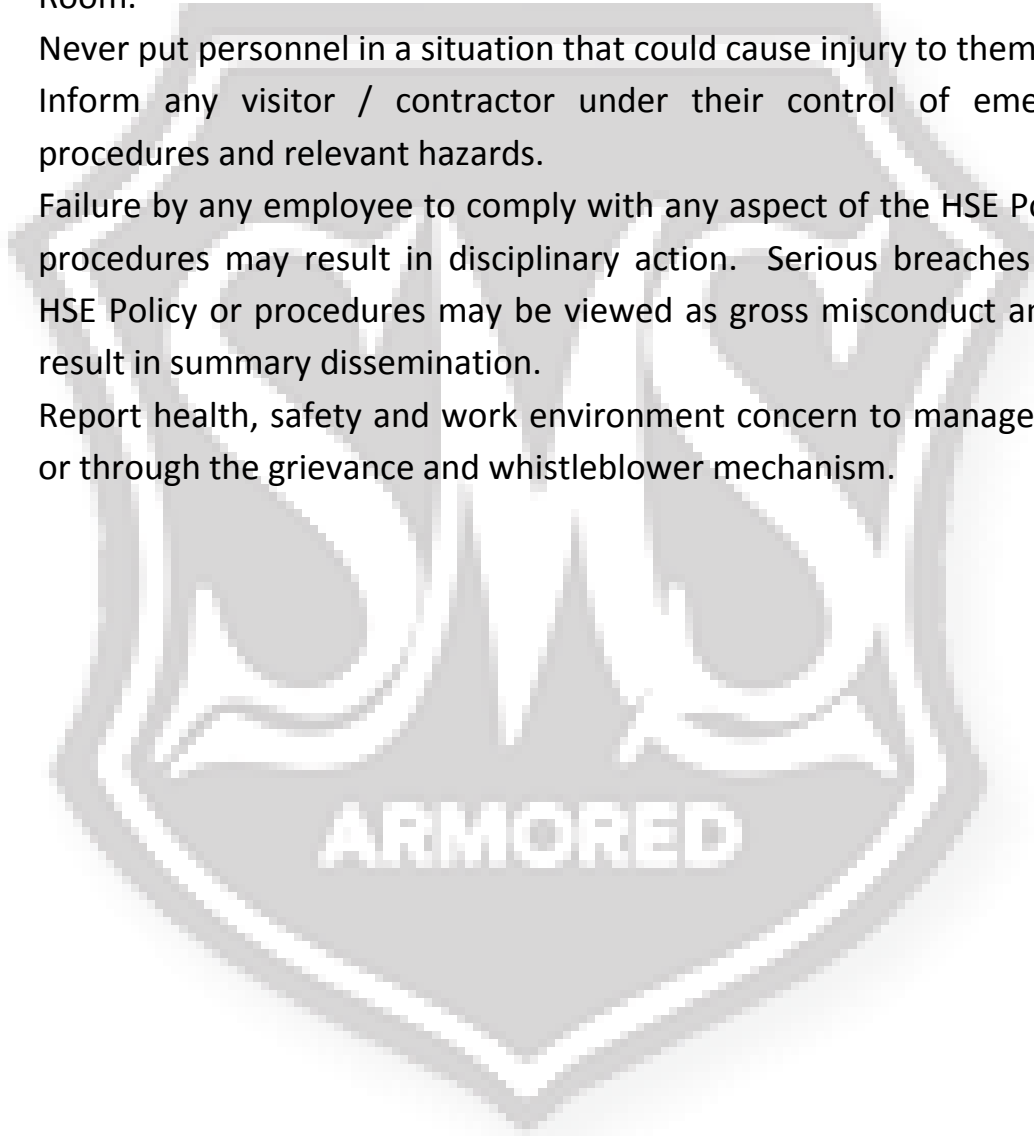 Room.
Never put personnel in a situation that could cause injury to them
Inform any visitor / contractor under their control of eme
procedures and relevant hazards.
Failure by any employee to comply with any aspect of the HSE Po
procedures may result in disciplinary action. Serious breaches
HSE Policy or procedures may be viewed as gross misconduct an
result in summary dissemination.
Report health, safety and work environment concern to manage
or through the grievance and whistleblower mechanism.
SMS
ARMORED